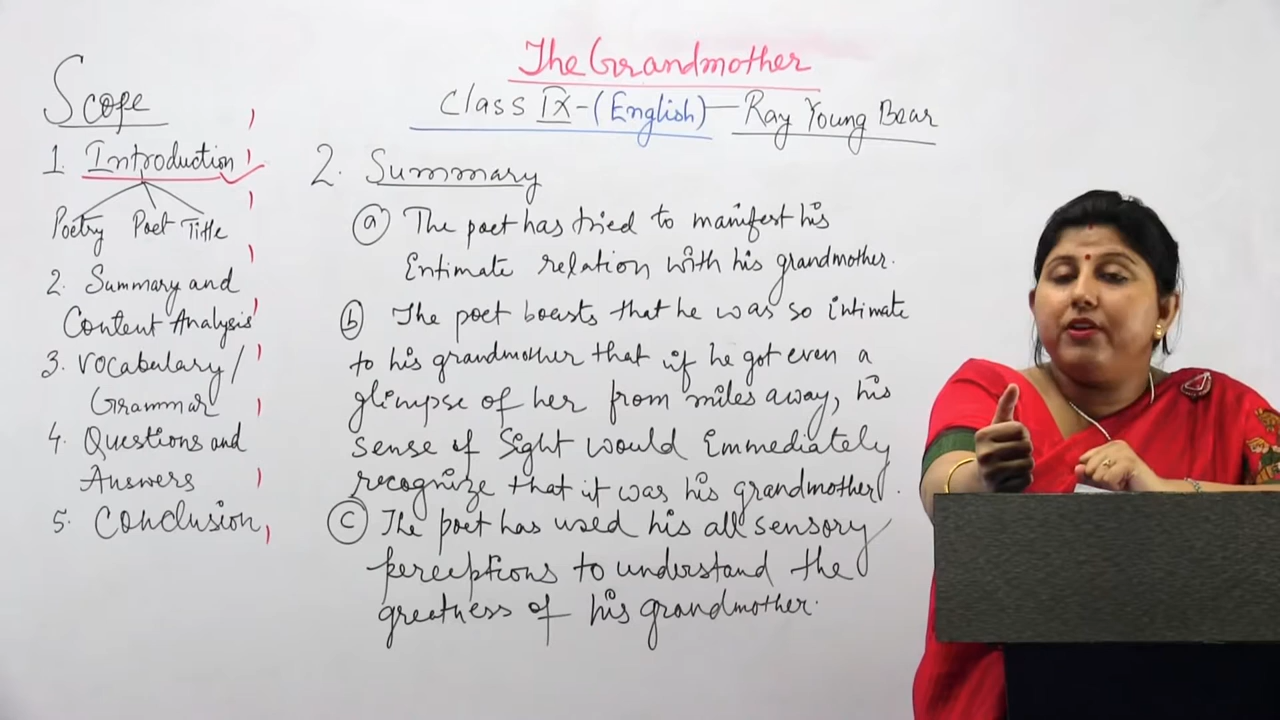 The Grandmother
Class IX-(English)—Ray Young Bear
Scope
1. Introduction
Poetry Poet Title
2. Summary and
Content Analysis
3. Vocabulary/
Grammar
4. Questions and
Answers
5. Conclusion
2. Summary
(a) The poet has tried to manifest his
Entimate relation with his grandmother.
(b) The poet boasts that he was so intimate
to his grandmother that if he got even a
glimpse of her from miles away, his
sense of Sight would Emmediately
recognize that it was his grandmother.
(c) The poet has used his all sensory
perceptions to understand the
greatness of his grandmother.